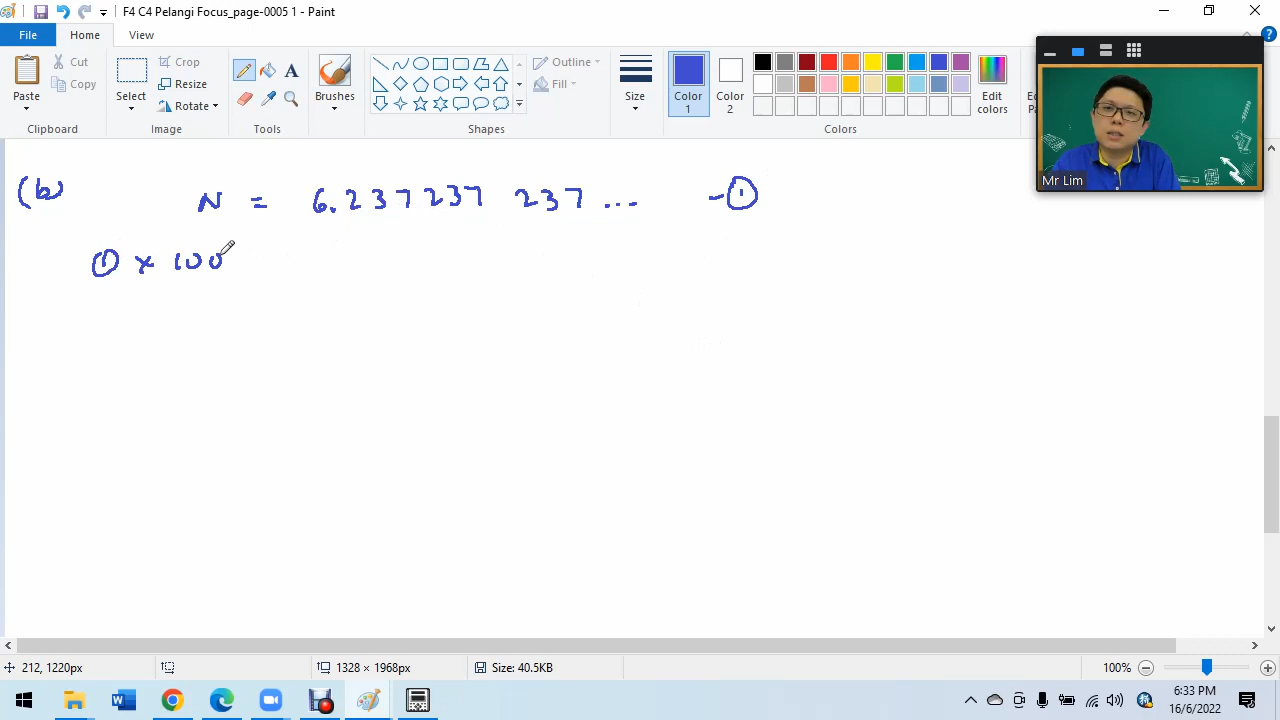 F4 C4 Pelangi Focus_page-0005 1 - Paint
File Home View
Paste Cut Copy
Select Crop Resize Rotate
Brushes Outline Fill
Size Color 1 Color 2 Edit colors
Clipboard Image Tools Shapes Colors
Mr Lim
(b) N = 6.237237 237 ... - ①
① × 100
212, 1220px 1328 × 1968px Size: 40.5KB 100%
6:33 PM
16/6/2022